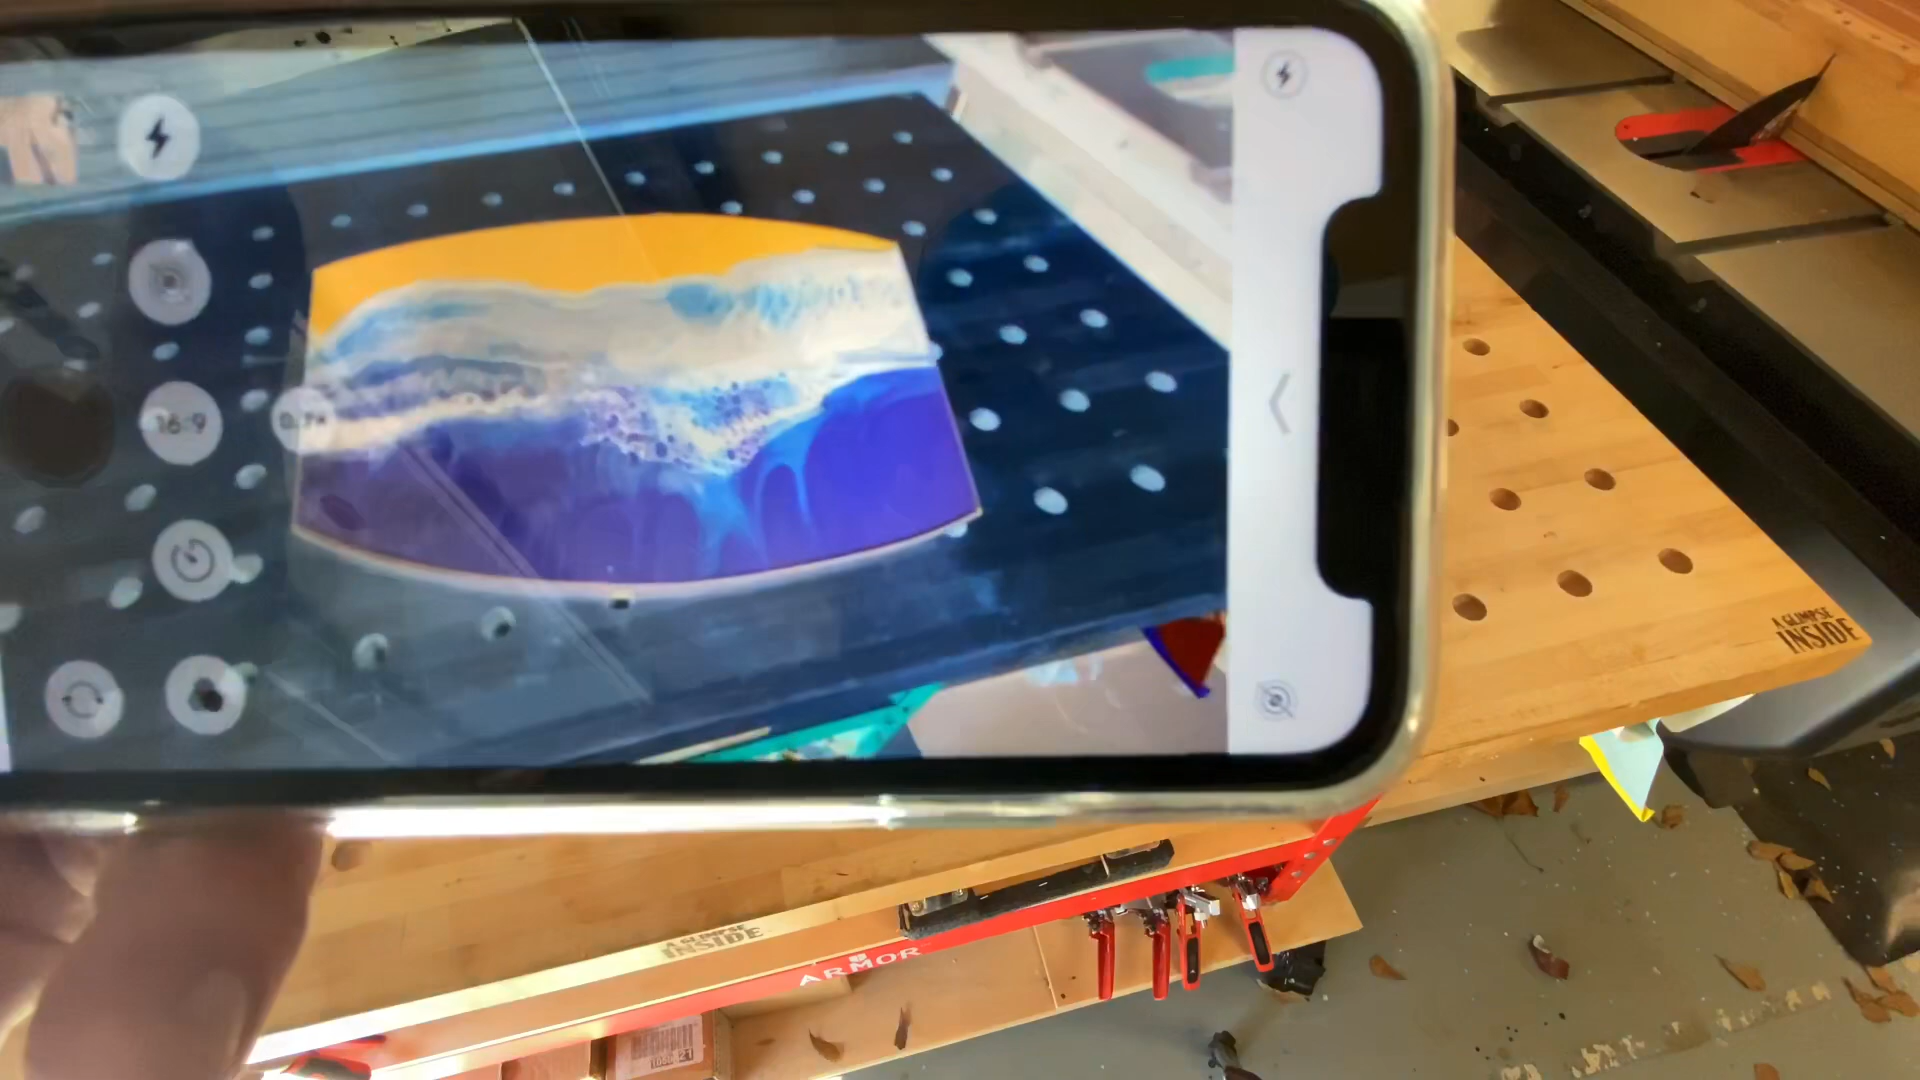 16:9
A GLIMPSE
INSIDE
A GLIMPSE
INSIDE
ARMOR